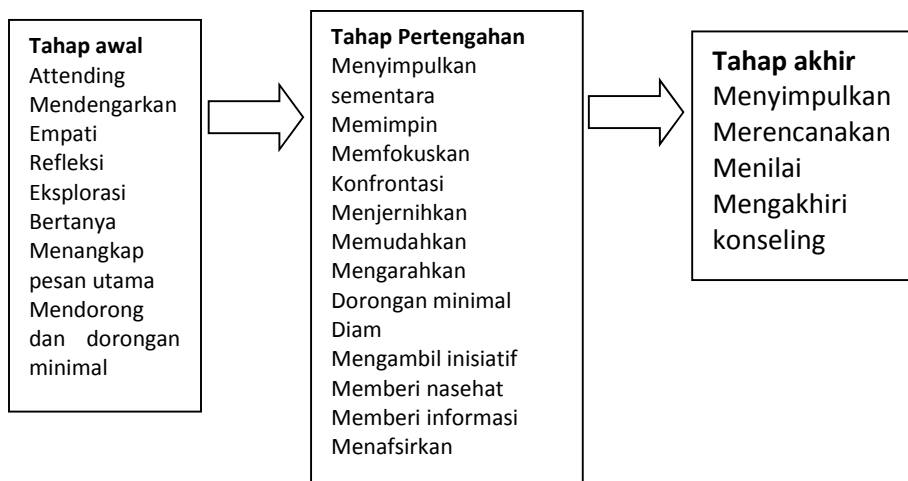 Tahap awal
Attending
Mendengarkan
Empati
Refleksi
Eksplorasi
Bertanya
Menangkap
pesan utama
Mendorong
dan dorongan
minimal
Tahap Pertengahan
Menyimpulkan
sementara
Memimpin
Memfokuskan
Konfrontasi
Menjernihkan
Memudahkan
Mengarahkan
Dorongan minimal
Diam
Mengambil inisiatif
Memberi nasehat
Memberi informasi
Menafsirkan
Tahap akhir
Menyimpulkan
Merencanakan
Menilai
Mengakhiri
konseling